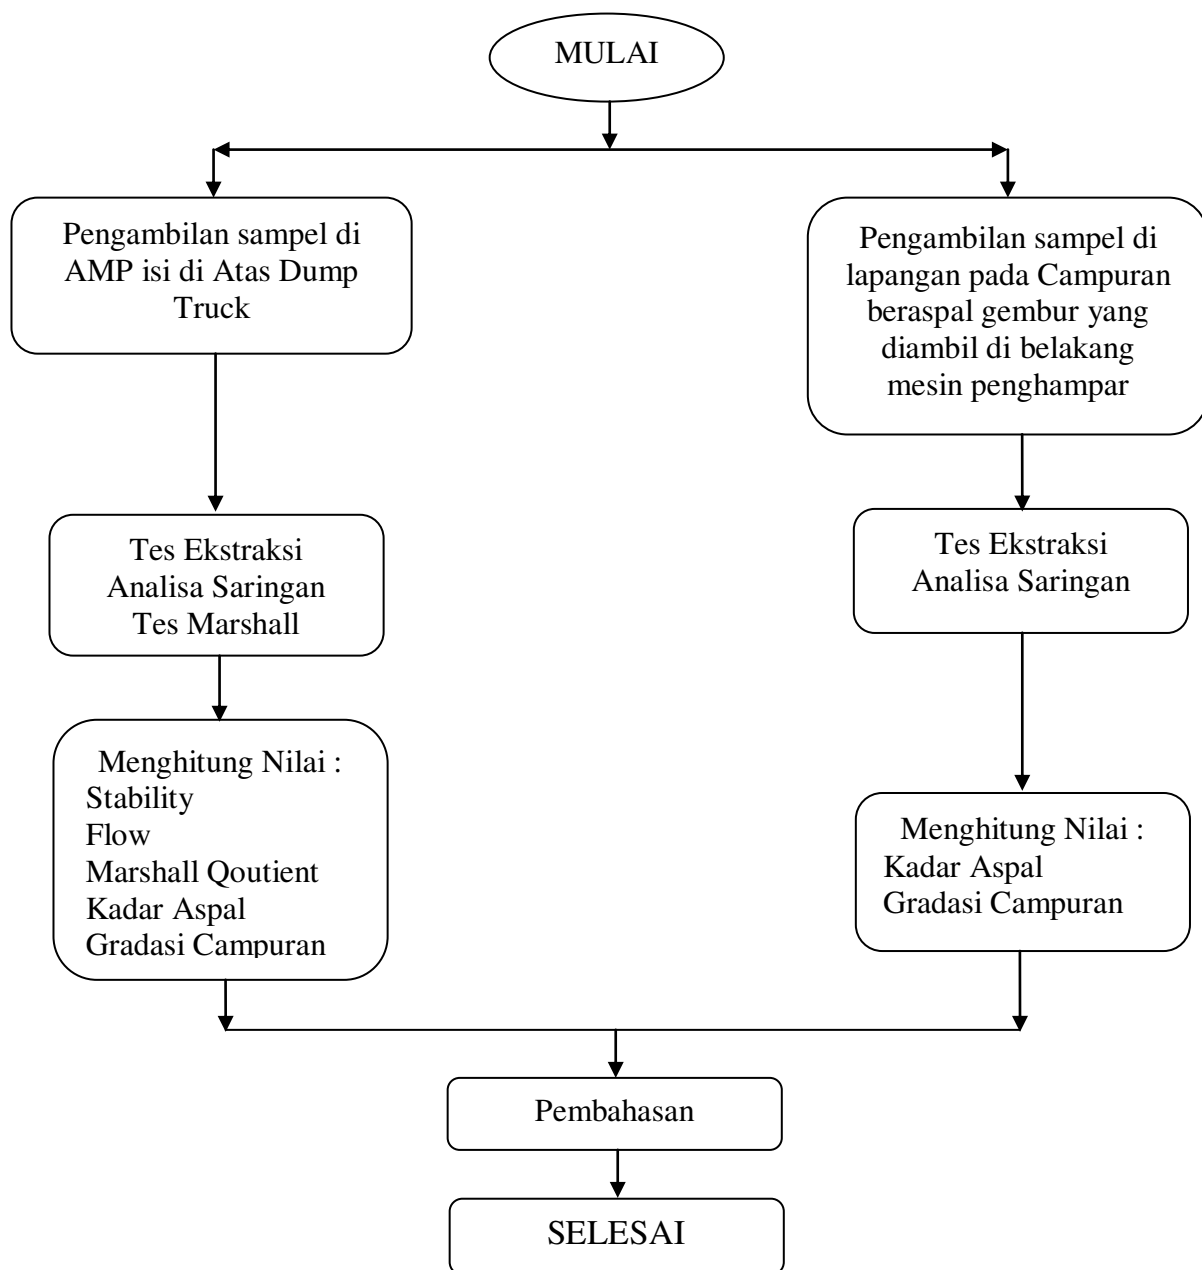 MULAI
Pengambilan sampel di
AMP isi di Atas Dump
Truck
Pengambilan sampel di
lapangan pada Campuran
beraspal gembur yang
diambil di belakang
mesin penghampar
Tes Ekstraksi
Analisa Saringan
Tes Marshall
Tes Ekstraksi
Analisa Saringan
Menghitung Nilai :
Stability
Flow
Marshall Qoutient
Kadar Aspal
Gradasi Campuran
Menghitung Nilai :
Kadar Aspal
Gradasi Campuran
Pembahasan
SELESAI